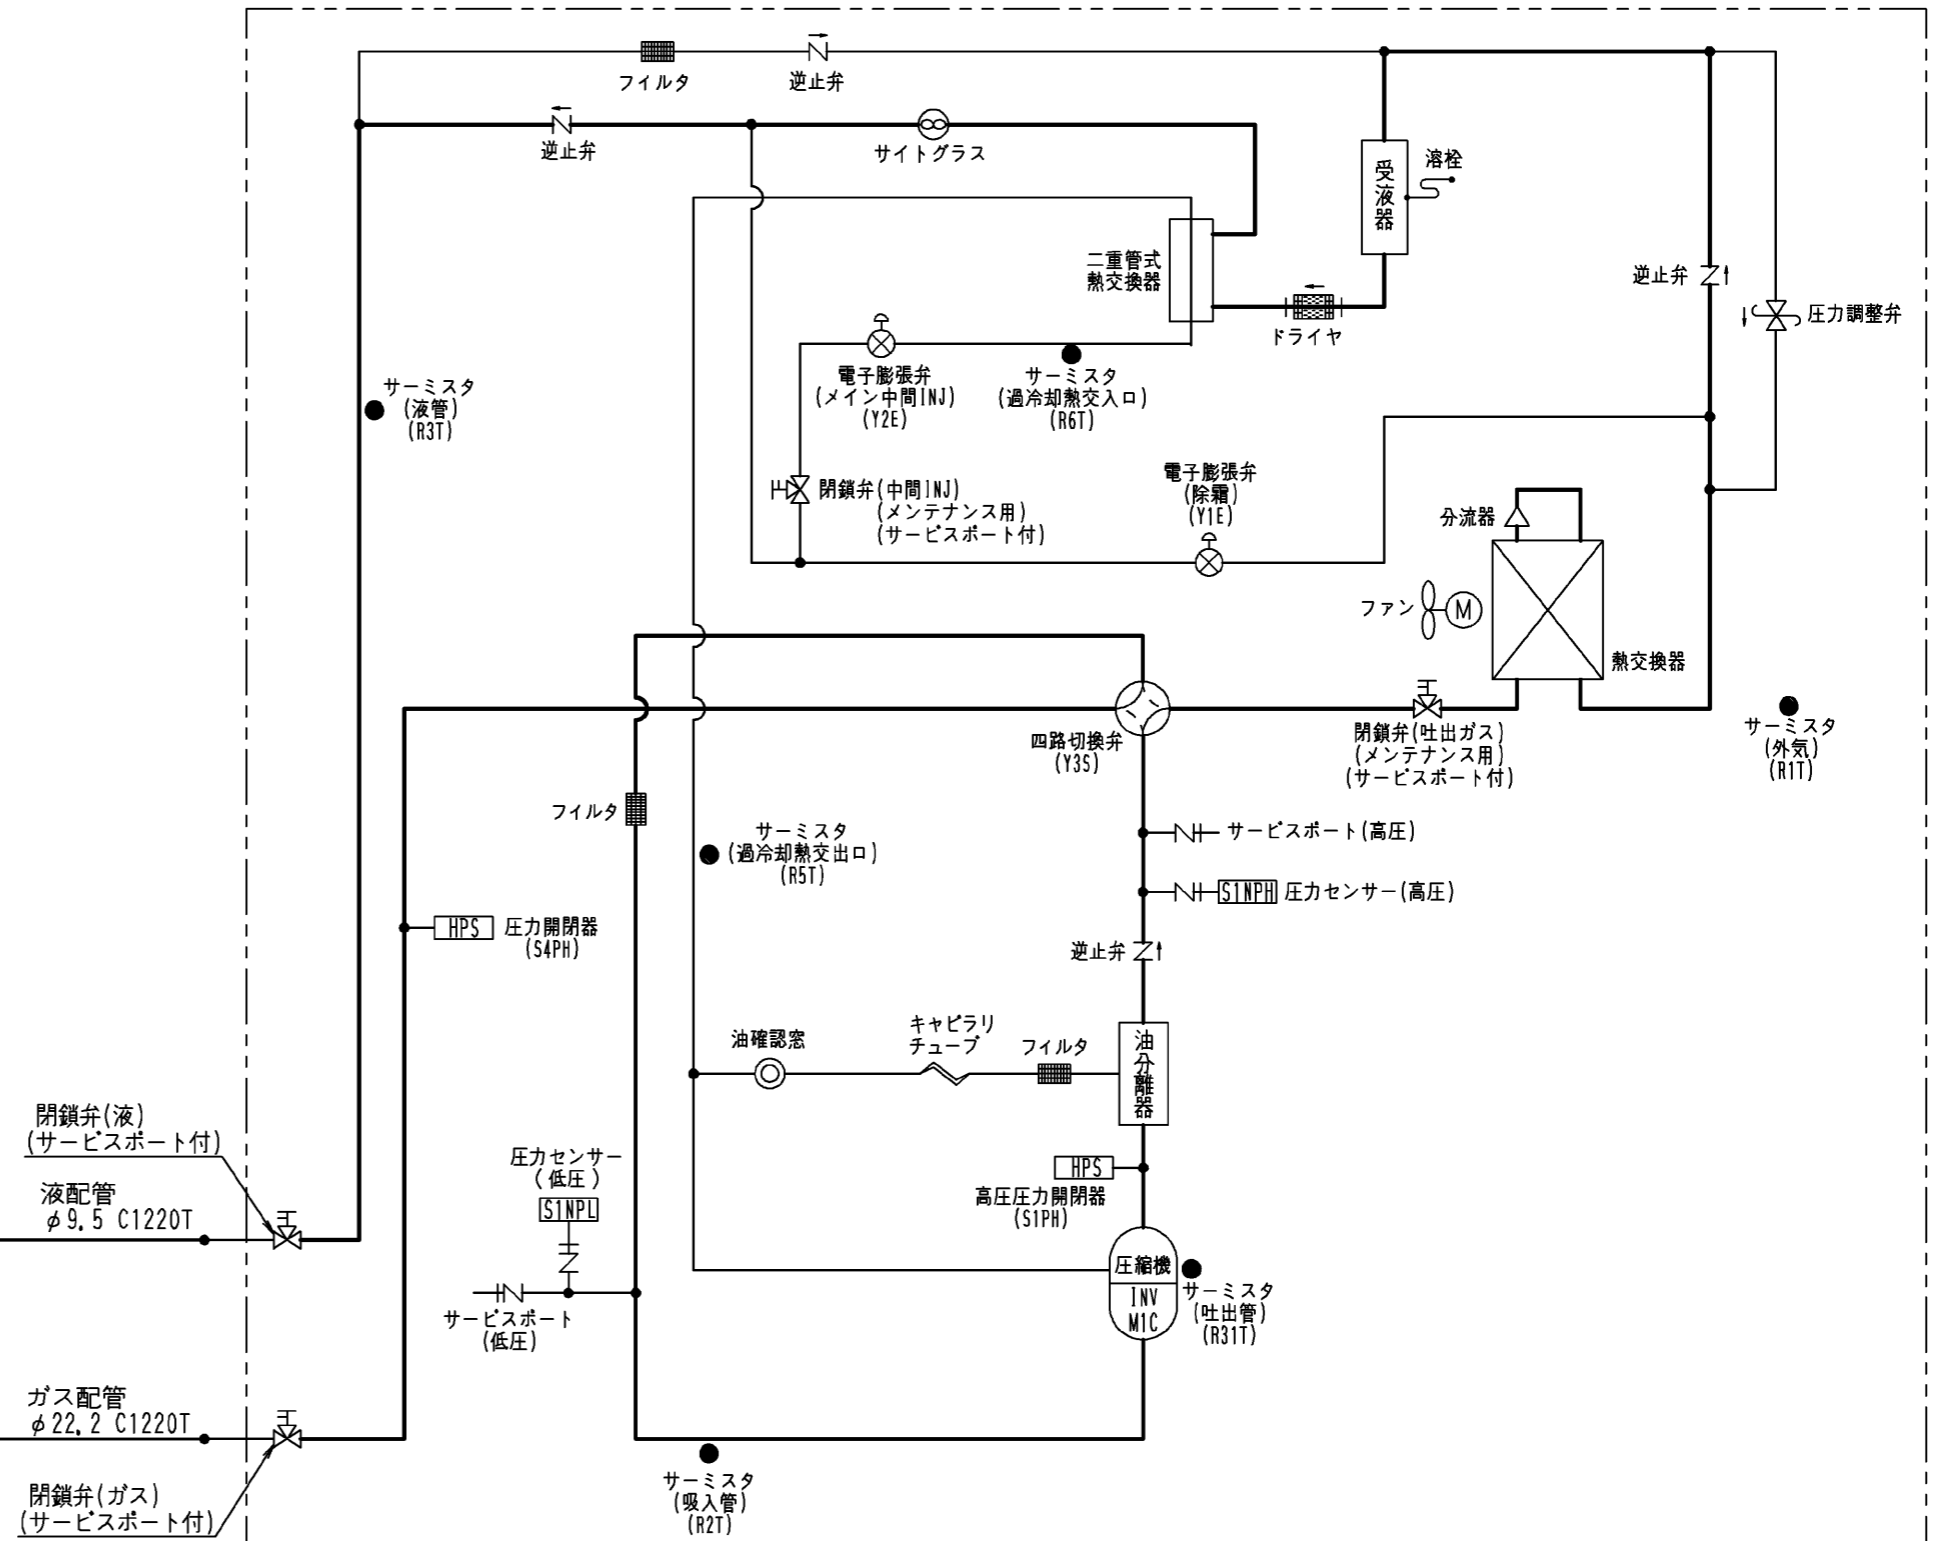 フィルタ
逆止弁
逆止弁
サイトグラス
受液器
溶栓
二重管式
熱交換器
ドライヤ
逆止弁
圧力調整弁
電子膨張弁
(メイン中間INJ)
(Y2E)
サーミスタ
(過冷却熱交入口)
(R6T)
サーミスタ
(液管)
(R3T)
閉鎖弁(中間INJ)
(メンテナンス用)
(サービスポート付)
電子膨張弁
(除霜)
(Y1E)
分流器
ファン
M
熱交換器
四路切換弁
(Y3S)
閉鎖弁(吐出ガス)
(メンテナンス用)
(サービスポート付)
サーミスタ
(外気)
(R1T)
フィルタ
サーミスタ
(過冷却熱交出口)
(R5T)
サービスポート(高圧)
S1NPH 圧力センサー(高圧)
HPS 圧力開閉器
(S4PH)
逆止弁
油確認窓
キャピラリ
チューブ
フィルタ
油分離器
閉鎖弁(液)
(サービスポート付)
液配管
φ9.5 C1220T
圧力センサー
(低圧)
S1NPL
サービスポート
(低圧)
HPS
高圧圧力開閉器
(S1PH)
圧縮機
INV
M1C
サーミスタ
(吐出管)
(R31T)
ガス配管
φ22.2 C1220T
閉鎖弁(ガス)
(サービスポート付)
サーミスタ
(吸入管)
(R2T)